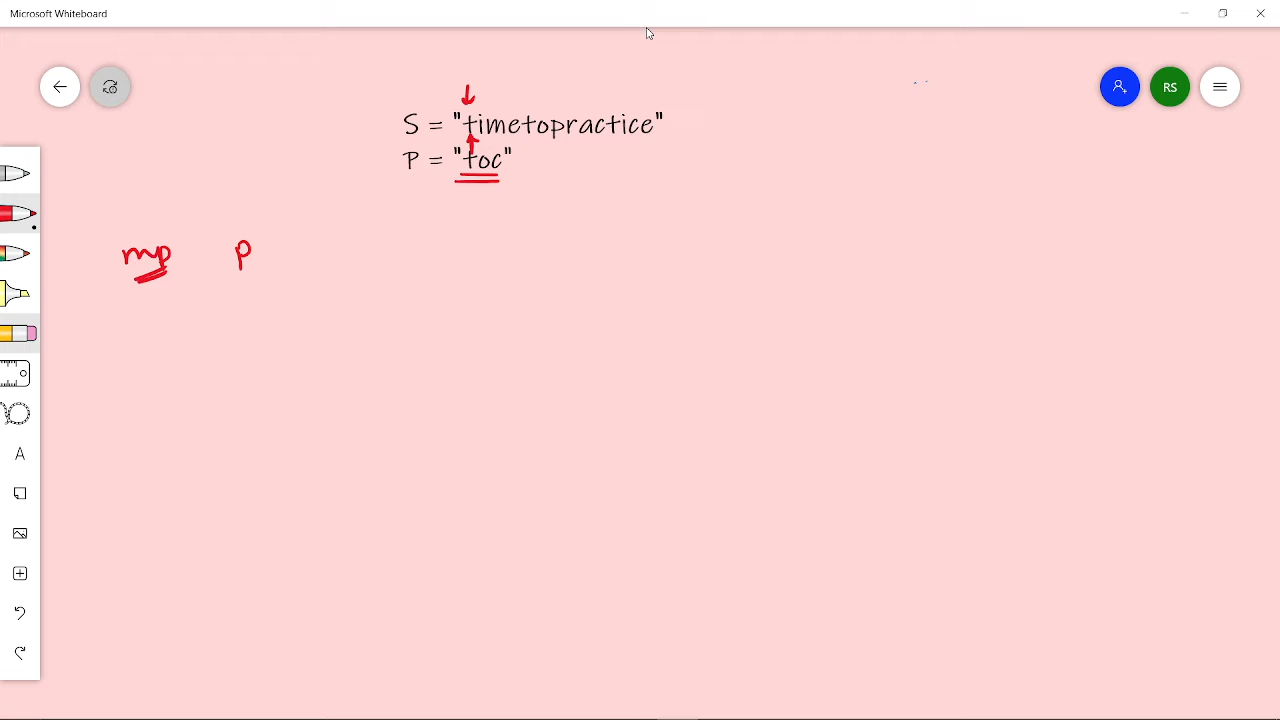 Microsoft Whiteboard
RS
S = "timetopractice"
P = "toc"
mp p
A